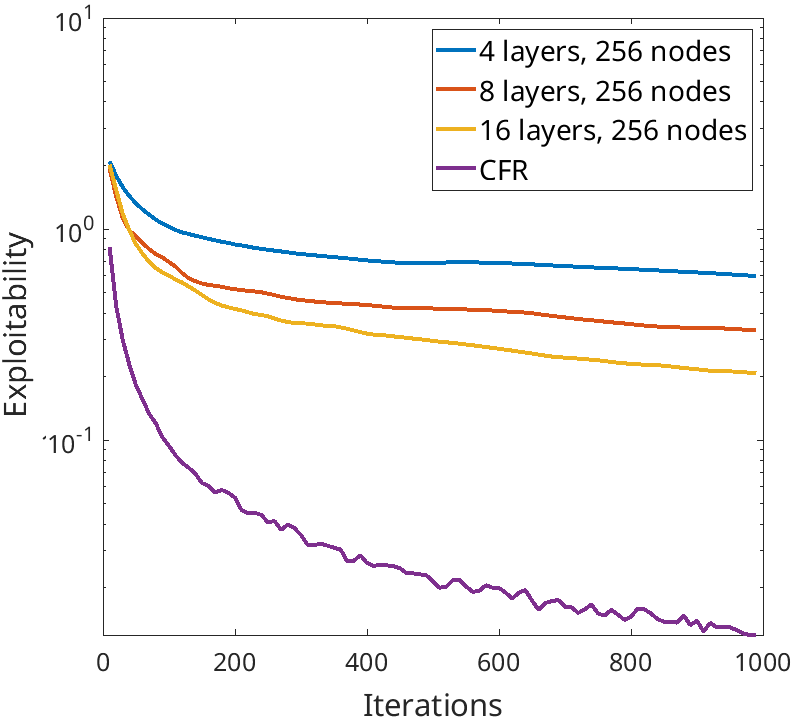 10^1
4 layers, 256 nodes
8 layers, 256 nodes
16 layers, 256 nodes
CFR
10^0
Exploitability
10^-1
0
200
400
600
800
1000
Iterations